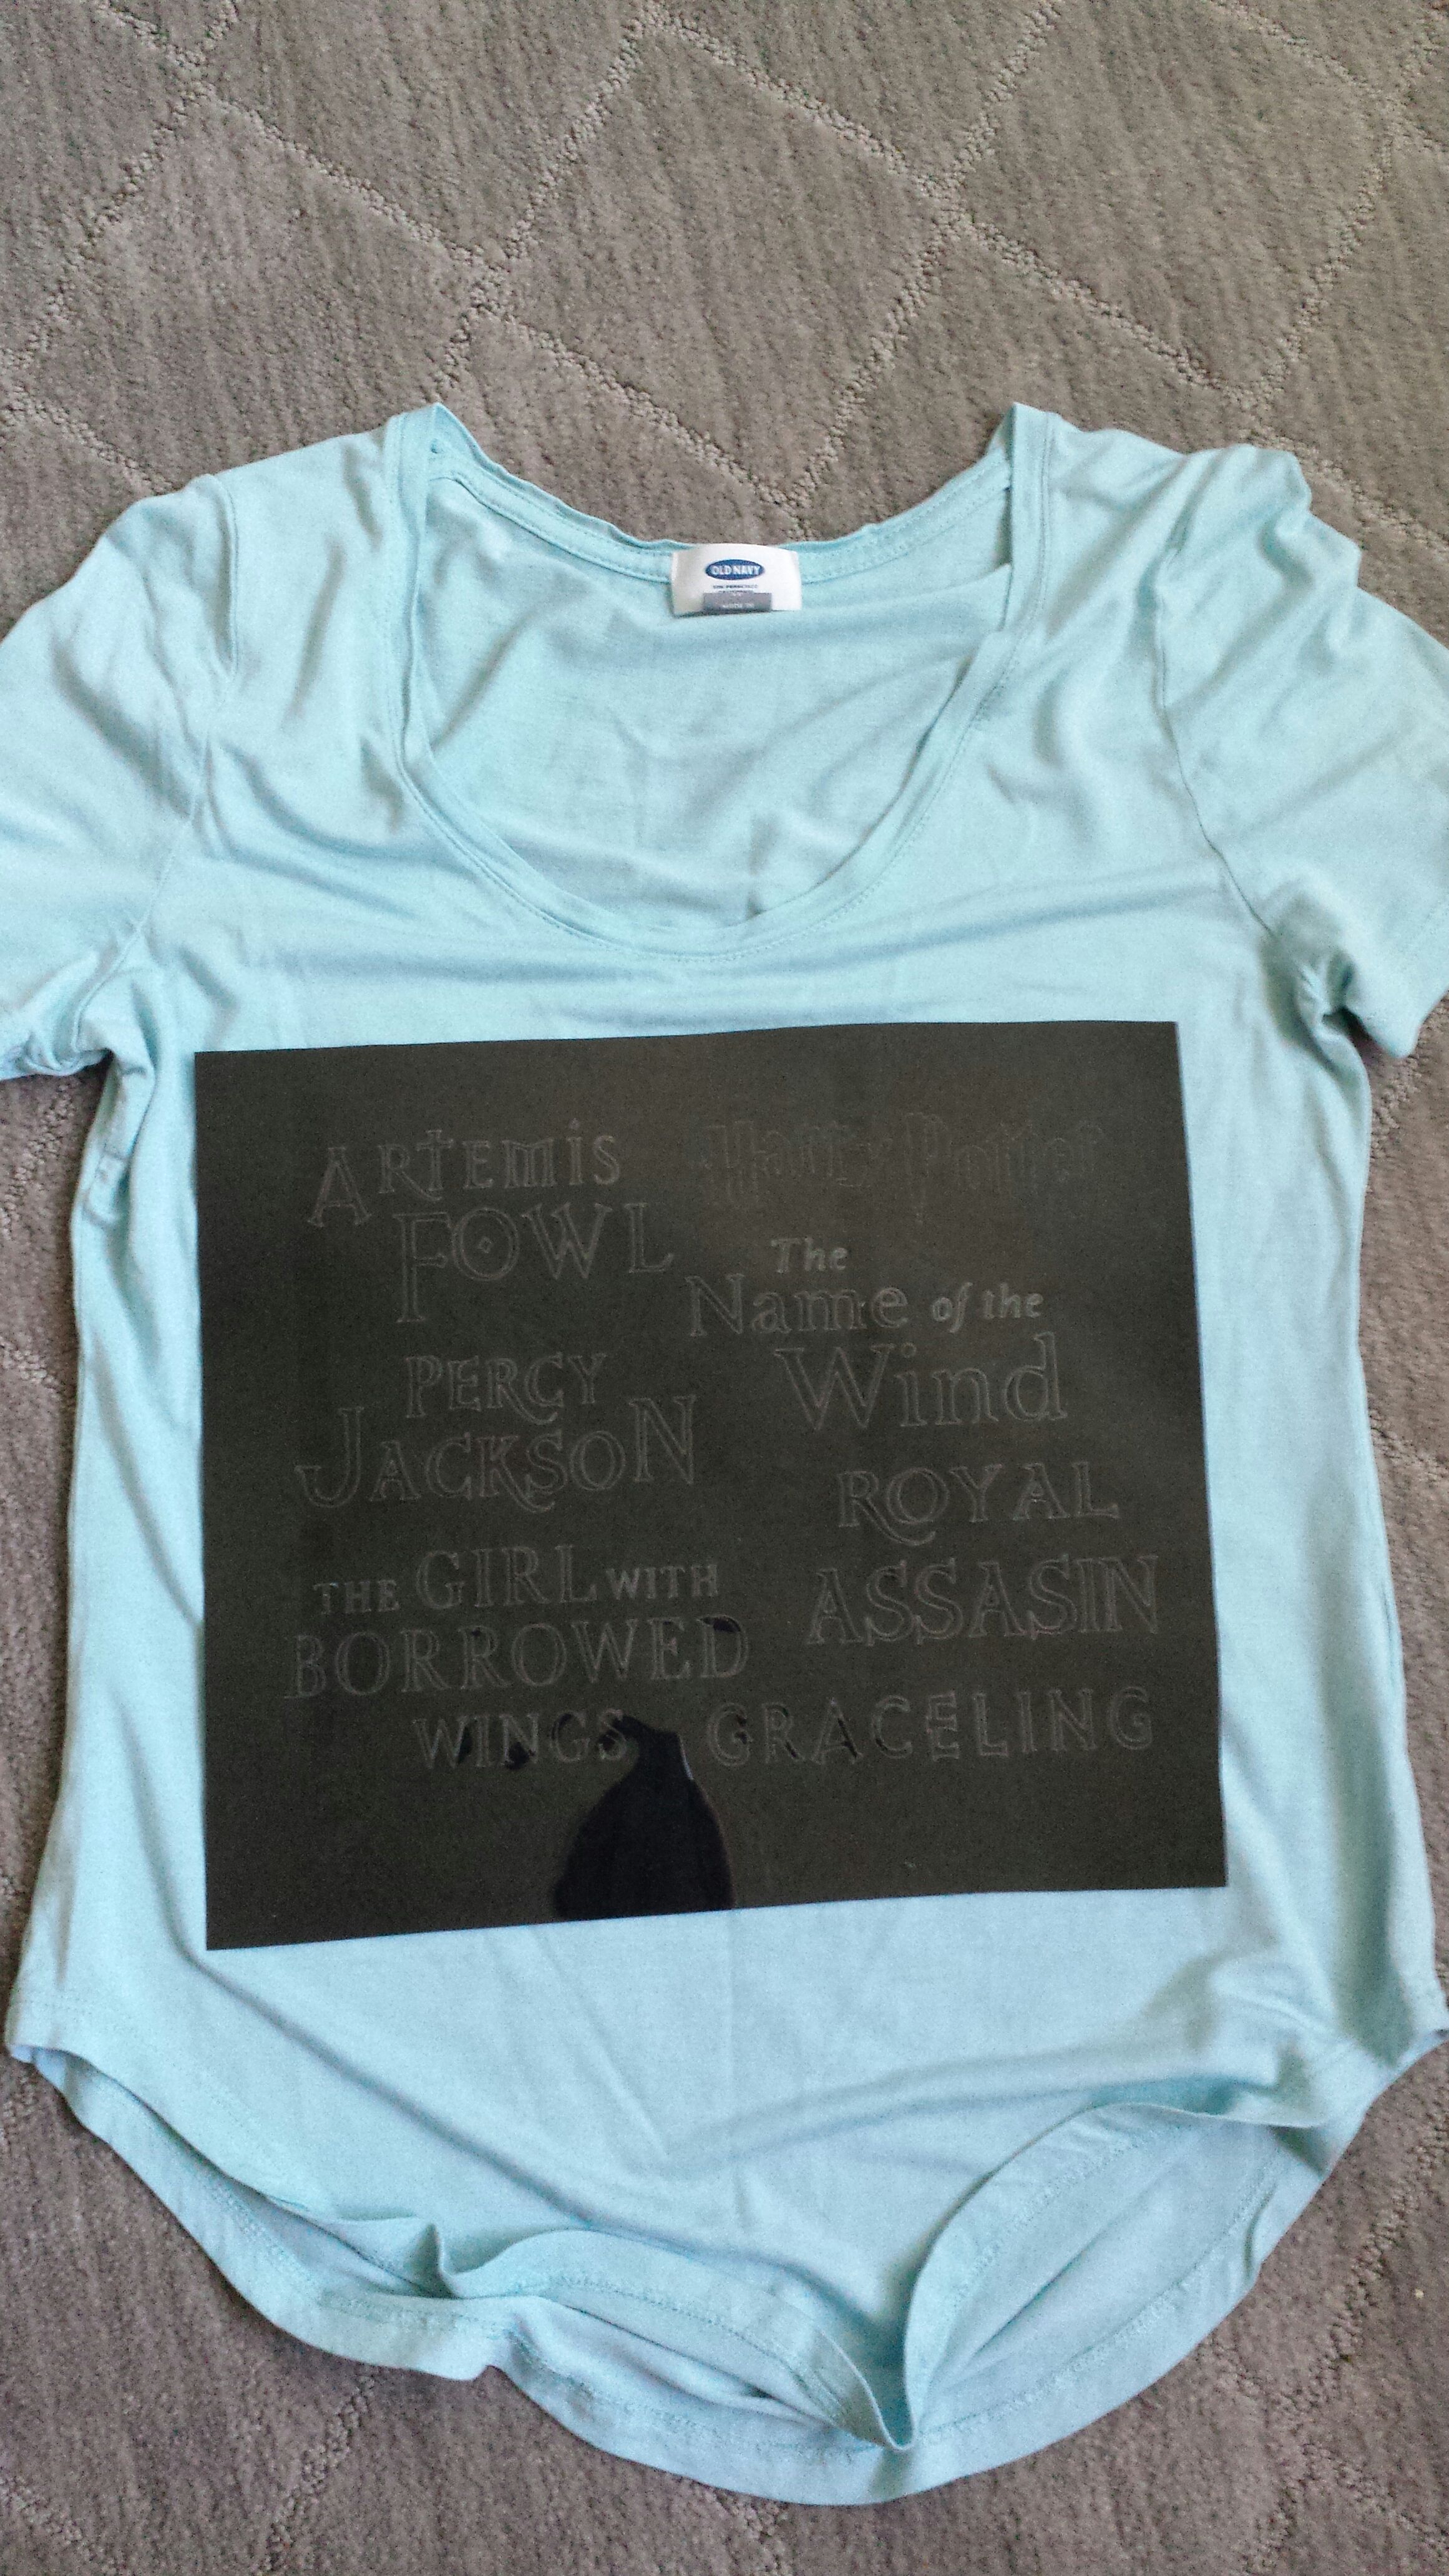 OLD NAVY
ARTEMIS
FOWL
Harry Potter
The
Name of the
Wind
PERCY
JACKSON
ROYAL
ASSASIN
THE GIRL WITH
BORROWED
WINGS
GRACELING